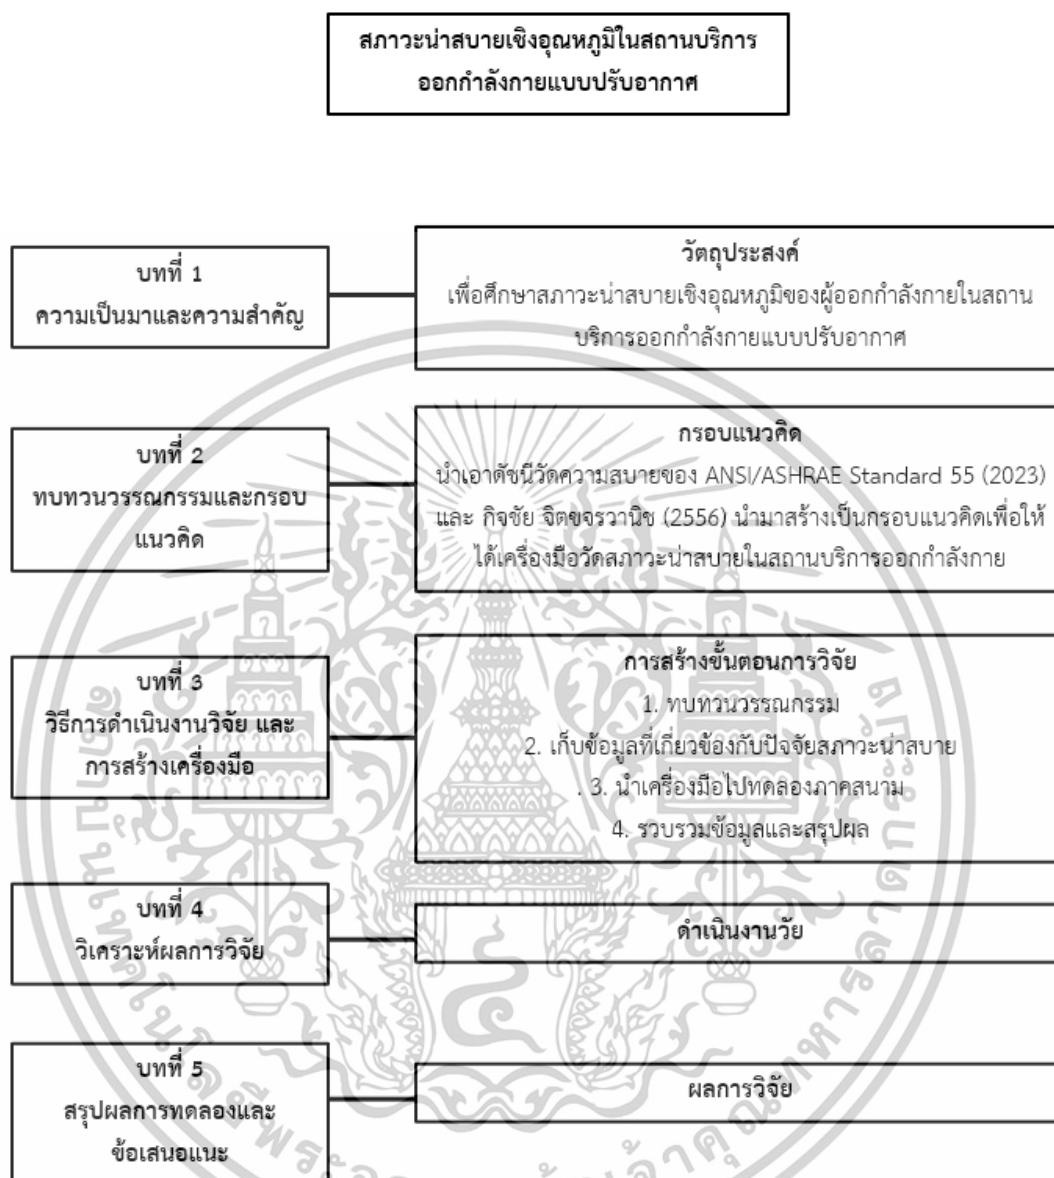 สภาวะน่าสบายเชิงอุณหภูมิในสถานบริการ
ออกกำลังกายแบบปรับอากาศ
บทที่ 1
ความเป็นมาและความสำคัญ
วัตถุประสงค์
เพื่อศึกษาสภาวะน่าสบายเชิงอุณหภูมิของผู้ออกกำลังกายในสถาน
บริการออกกำลังกายแบบปรับอากาศ
บทที่ 2
ทบทวนวรรณกรรมและกรอบ
แนวคิด
กรอบแนวคิด
นำเอาดัชนีวัดความสบายของ ANSI/ASHRAE Standard 55 (2023)
และ กิจชัย จิตขจรวานิช (2556) นำมาสร้างเป็นกรอบแนวคิดเพื่อให้
ได้เครื่องมือวัดสภาวะน่าสบายในสถานบริการออกกำลังกาย
บทที่ 3
วิธีการดำเนินงานวิจัย และ
การสร้างเครื่องมือ
การสร้างขั้นตอนการวิจัย
1. ทบทวนวรรณกรรม
2. เก็บข้อมูลที่เกี่ยวข้องกับปัจจัยสภาวะน่าสบาย
. 3. นำเครื่องมือไปทดลองภาคสนาม
4. รวบรวมข้อมูลและสรุปผล
บทที่ 4
วิเคราะห์ผลการวิจัย
ดำเนินงานวัย
บทที่ 5
สรุปผลการทดลองและ
ข้อเสนอแนะ
ผลการวิจัย